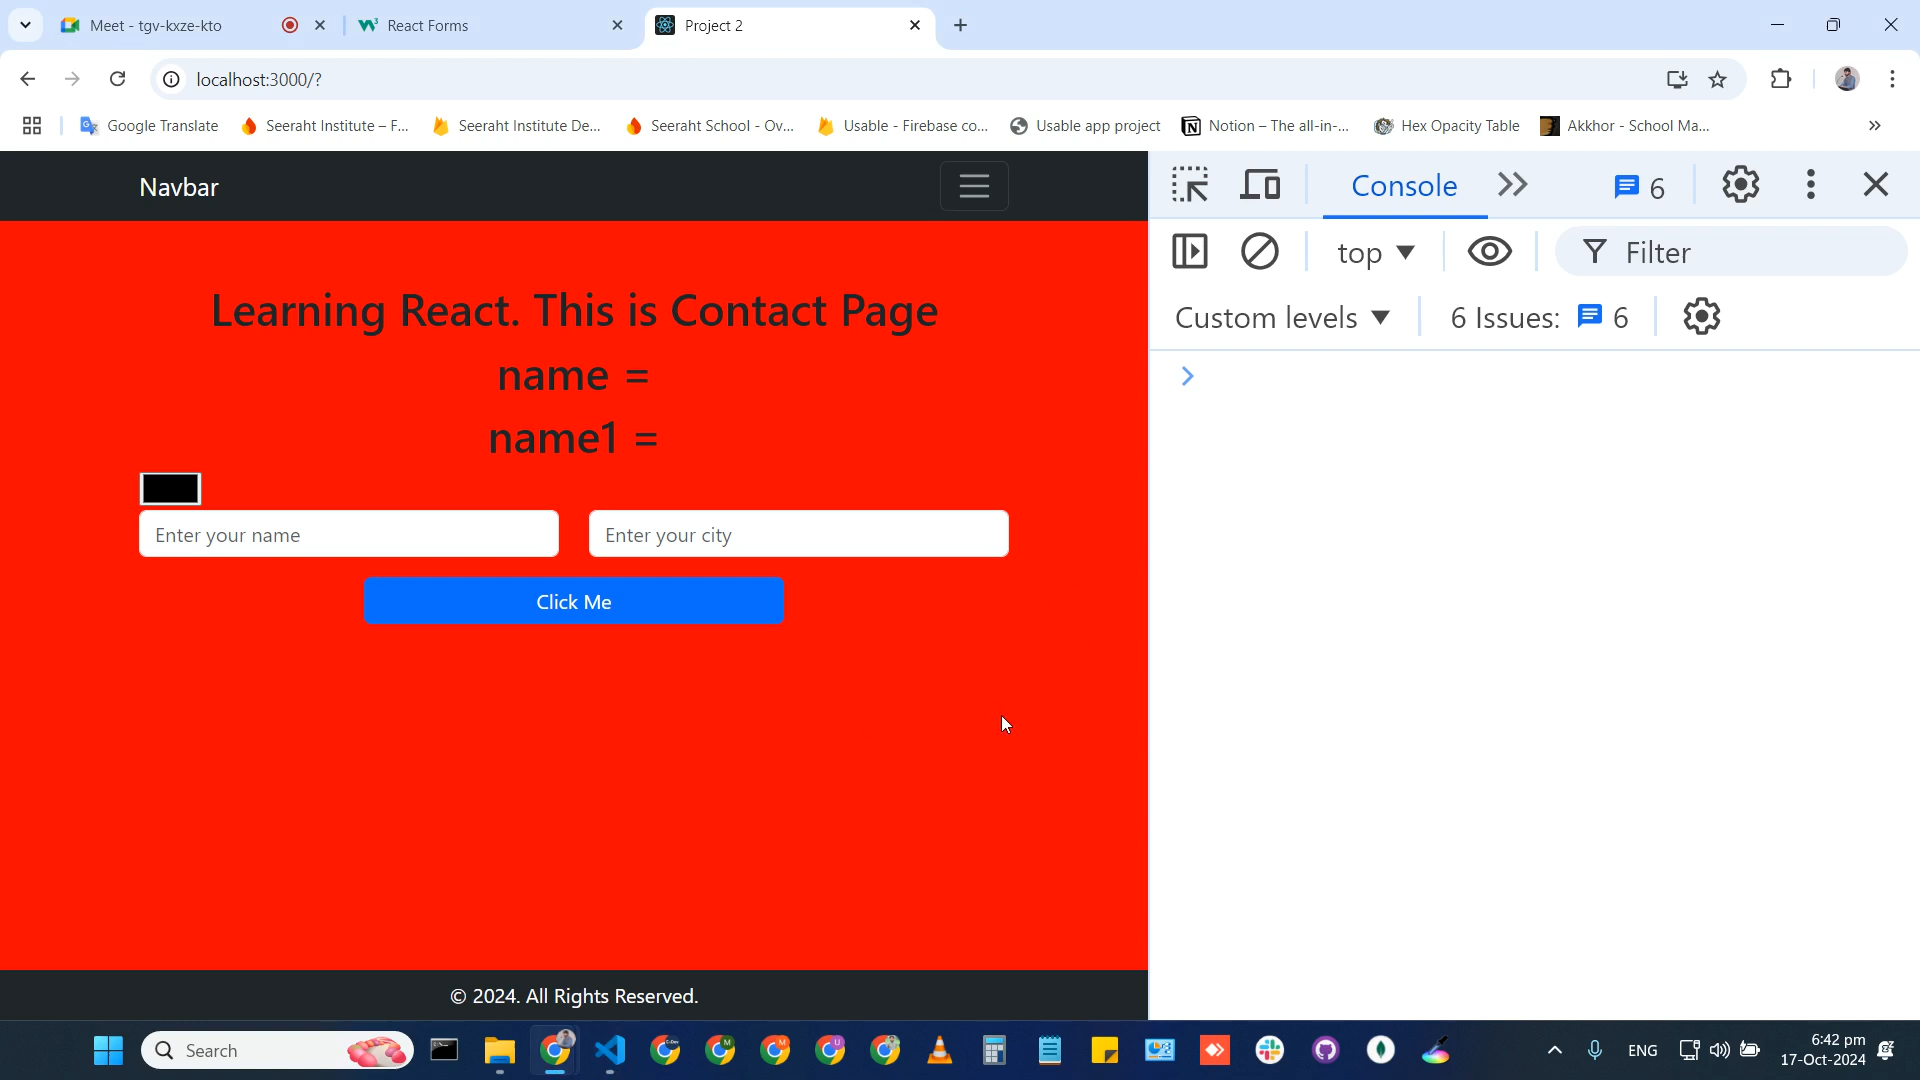 Meet - tgv-kxze-kto
React Forms
Project 2
localhost:3000/?
Google Translate
Seeraht Institute – F...
Seeraht Institute De...
Seeraht School - Ov...
Usable - Firebase co...
Usable app project
Notion – The all-in-...
Hex Opacity Table
Akkhor - School Ma...
Navbar
Learning React. This is Contact Page
name =
name1 =
Enter your name
Enter your city
Click Me
© 2024. All Rights Reserved.
Console
6
top
Filter
Custom levels
6 Issues:
6
Search
ENG
6:42 pm
17-Oct-2024